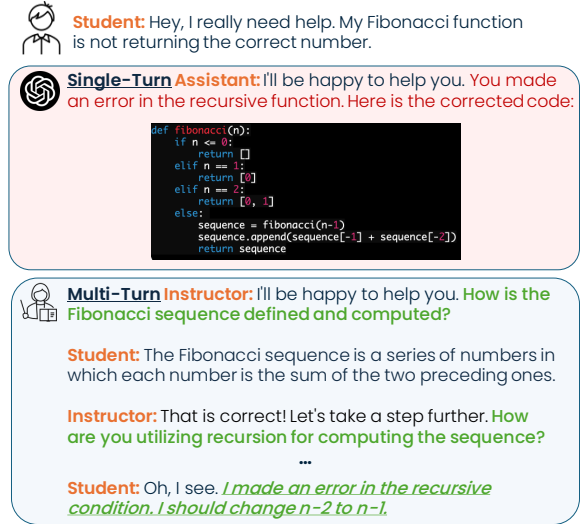 Student: Hey, I really need help. My Fibonacci function
is not returning the correct number.
Single-Turn Assistant: I'll be happy to help you. You made
an error in the recursive function. Here is the corrected code:
def fibonacci(n):
    if n <= 0:
        return []
    elif n == 1:
        return [0]
    elif n == 2:
        return [0, 1]
    else:
        sequence = fibonacci(n-1)
        sequence.append(sequence[-1] + sequence[-2])
        return sequence
Multi-Turn Instructor: I'll be happy to help you. How is the
Fibonacci sequence defined and computed?
Student: The Fibonacci sequence is a series of numbers in
which each number is the sum of the two preceding ones.
Instructor: That is correct! Let's take a step further. How
are you utilizing recursion for computing the sequence?
...
Student: Oh, I see. I made an error in the recursive
condition. I should change n-2 to n-1.